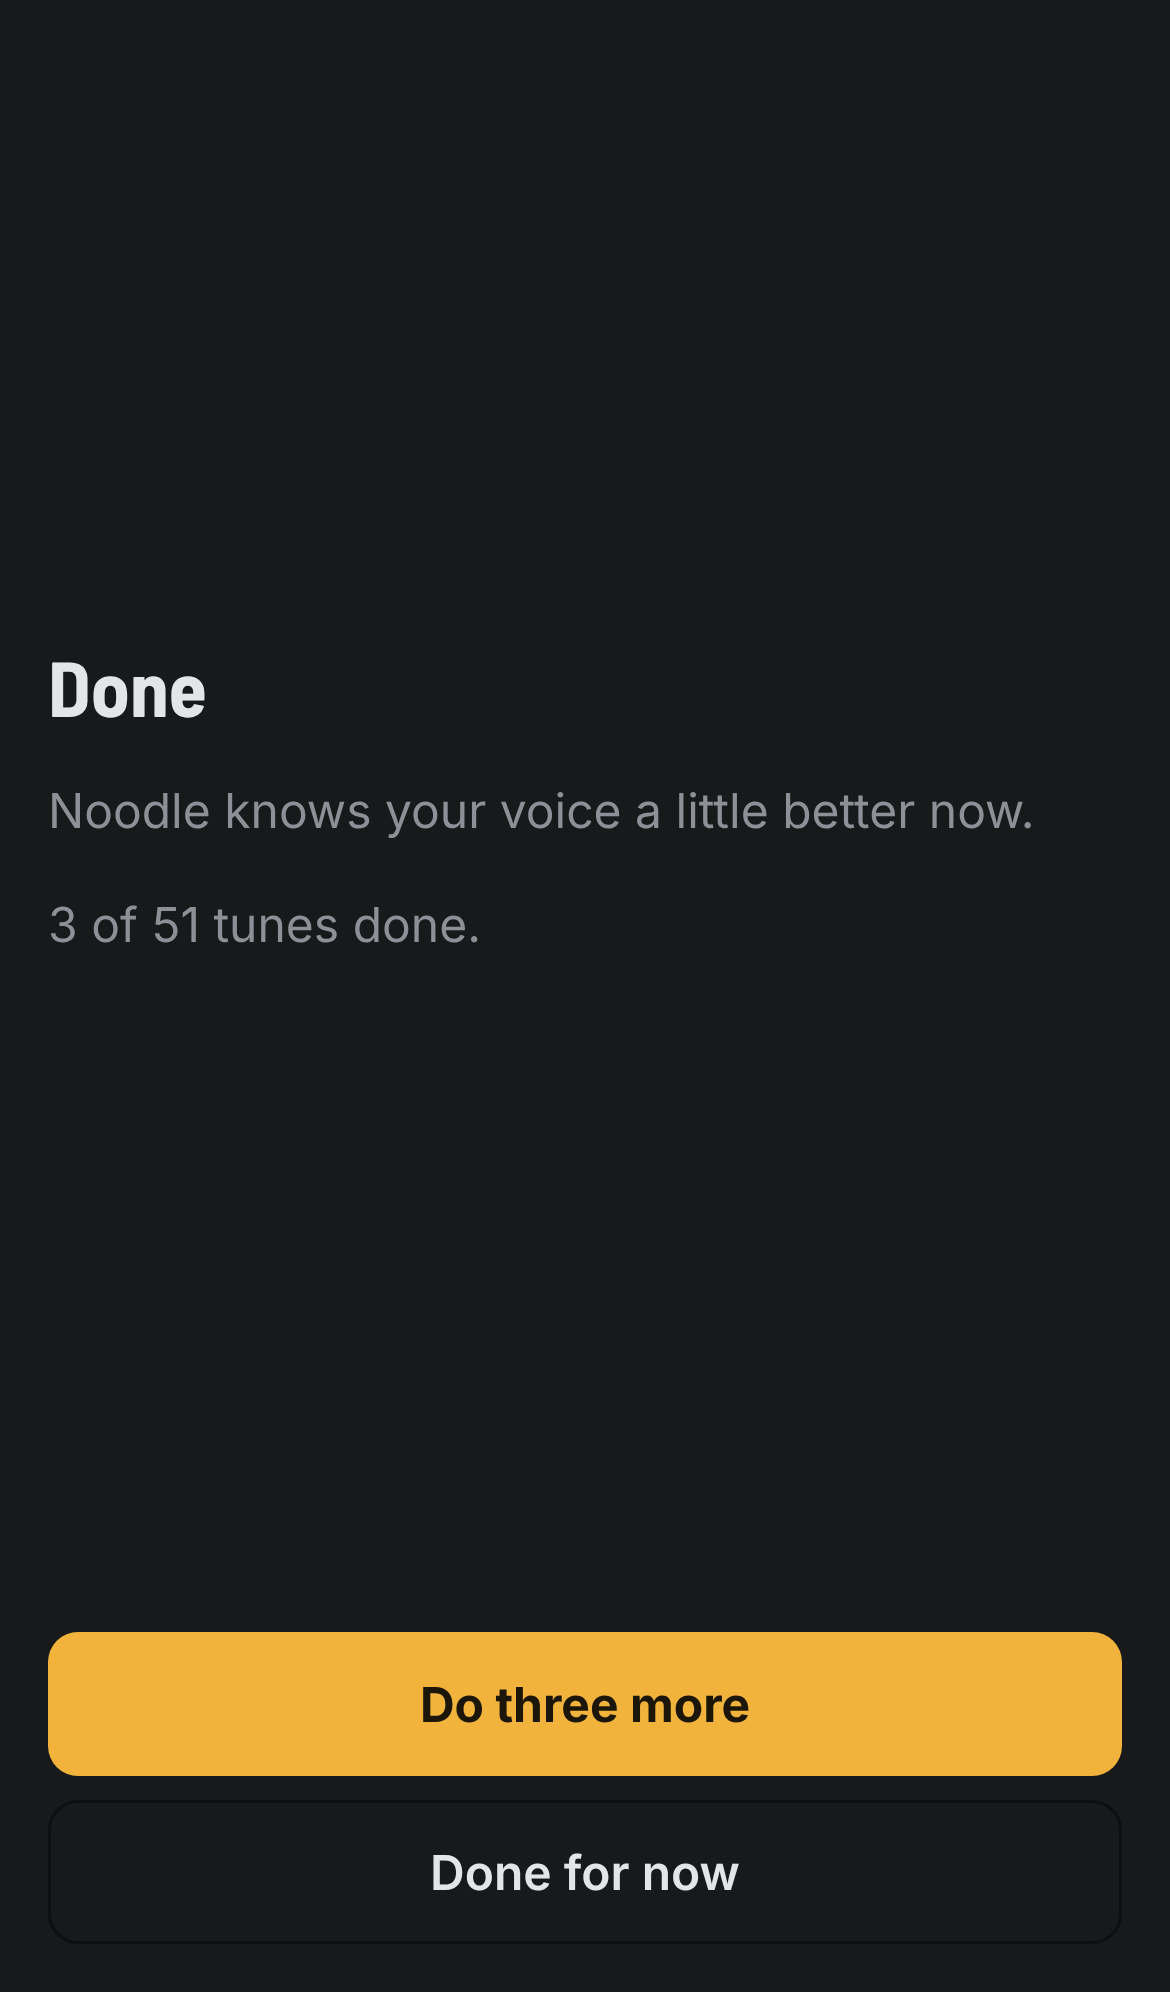 Done
Noodle knows your voice a little better now.
3 of 51 tunes done.
Do three more
Done for now